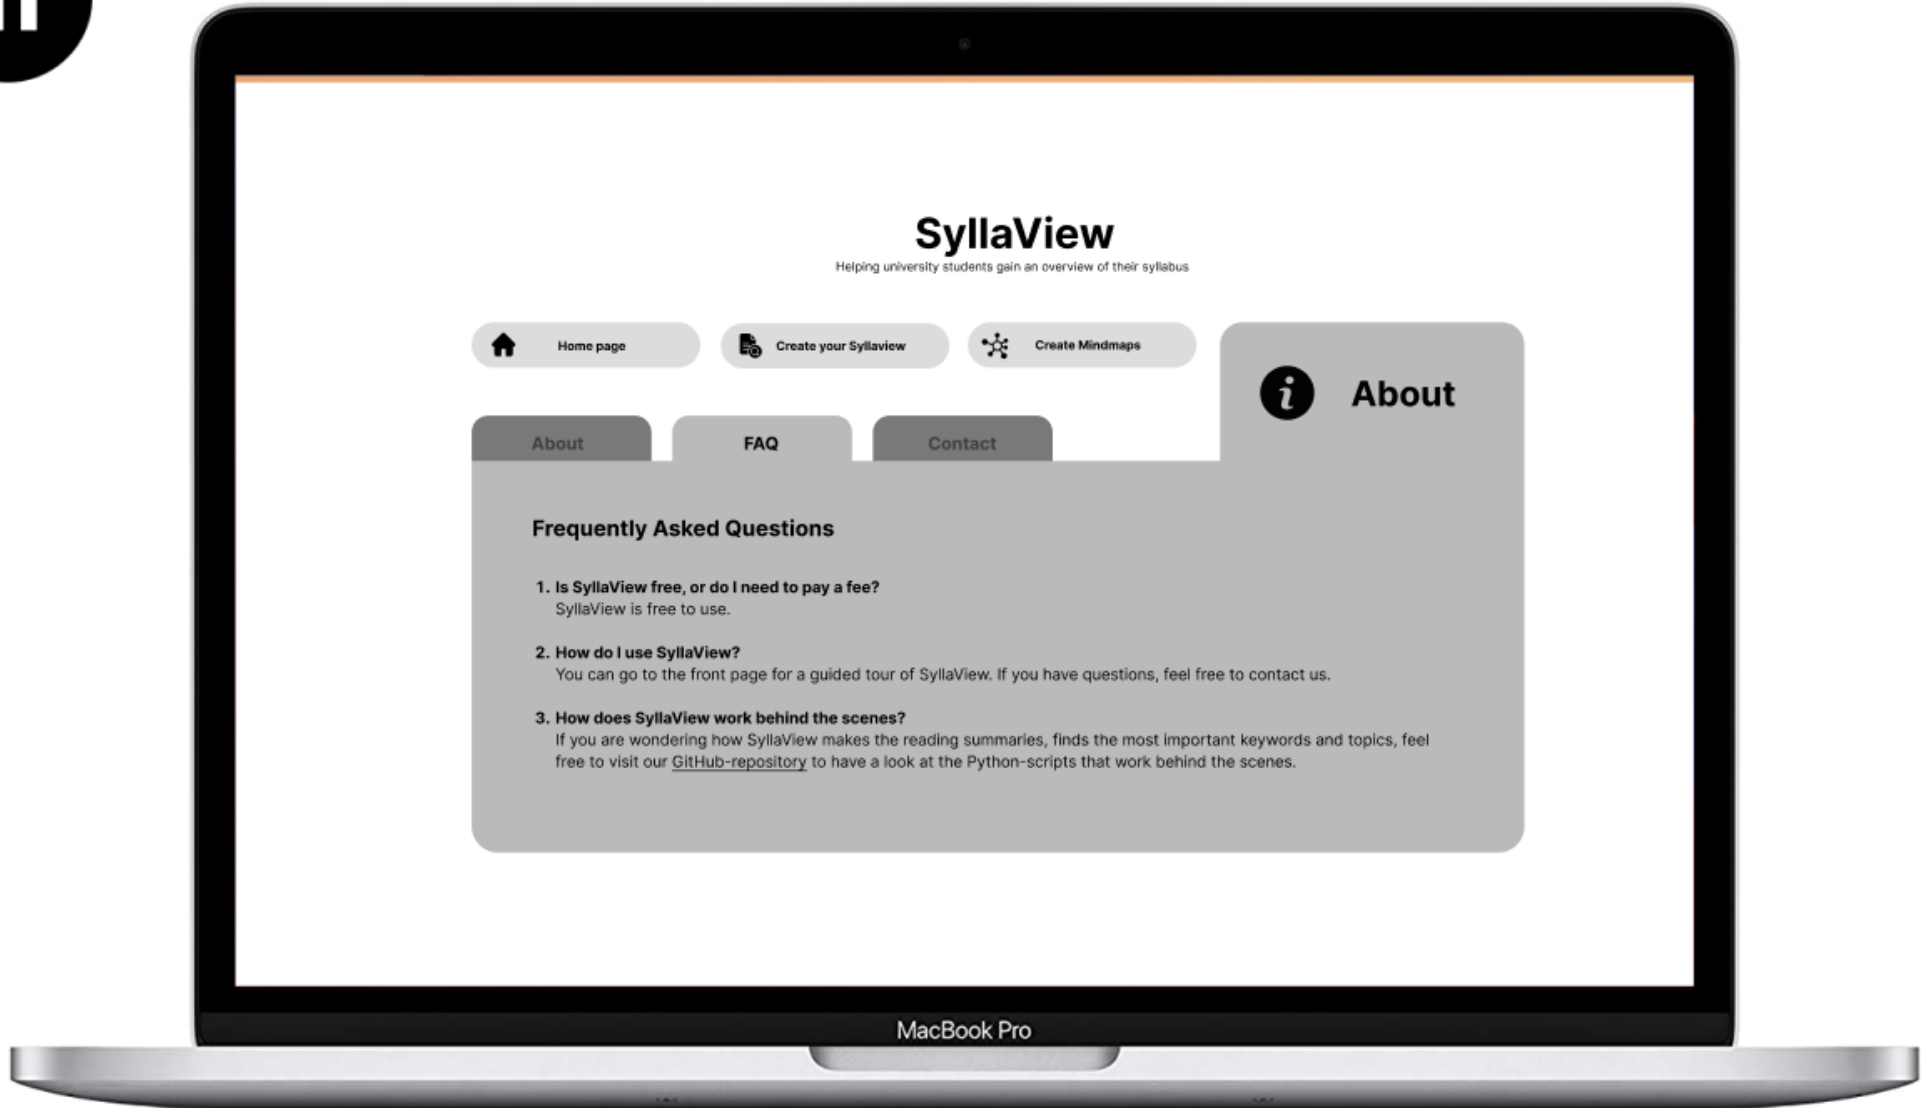 SyllaView
Helping university students gain an overview of their syllabus
Home page
Create your Syllaview
Create Mindmaps
About
About
FAQ
Contact
Frequently Asked Questions
1. Is SyllaView free, or do I need to pay a fee?
SyllaView is free to use.
2. How do I use SyllaView?
You can go to the front page for a guided tour of SyllaView. If you have questions, feel free to contact us.
3. How does SyllaView work behind the scenes?
If you are wondering how SyllaView makes the reading summaries, finds the most important keywords and topics, feel
free to visit our GitHub-repository to have a look at the Python-scripts that work behind the scenes.
MacBook Pro